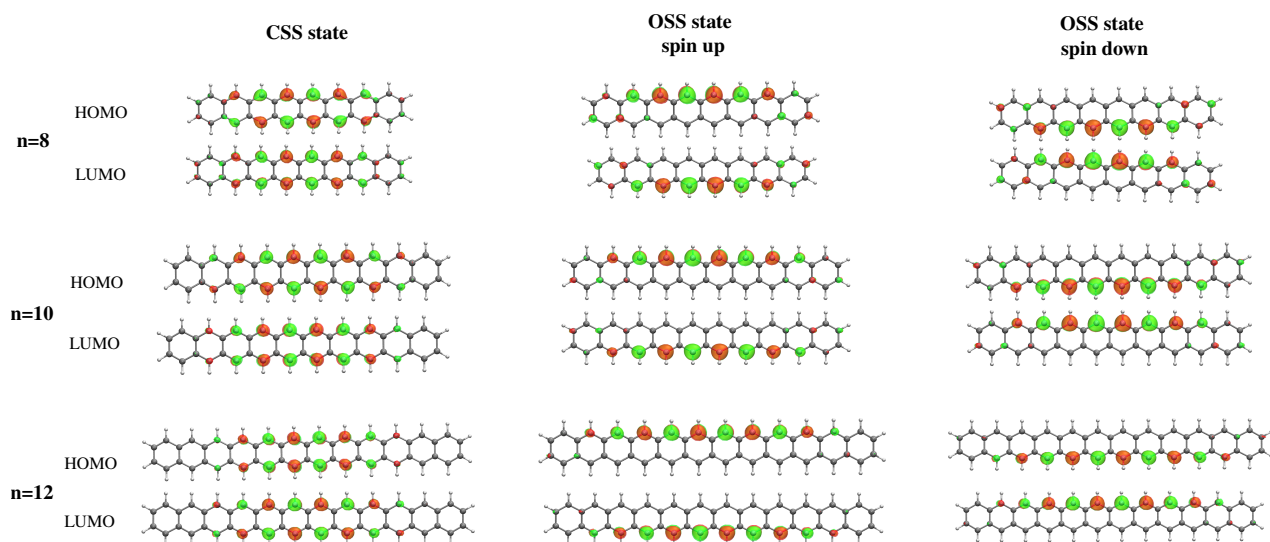 CSS state
OSS state
spin up
OSS state
spin down
HOMO
n=8
LUMO
HOMO
n=10
LUMO
HOMO
n=12
LUMO